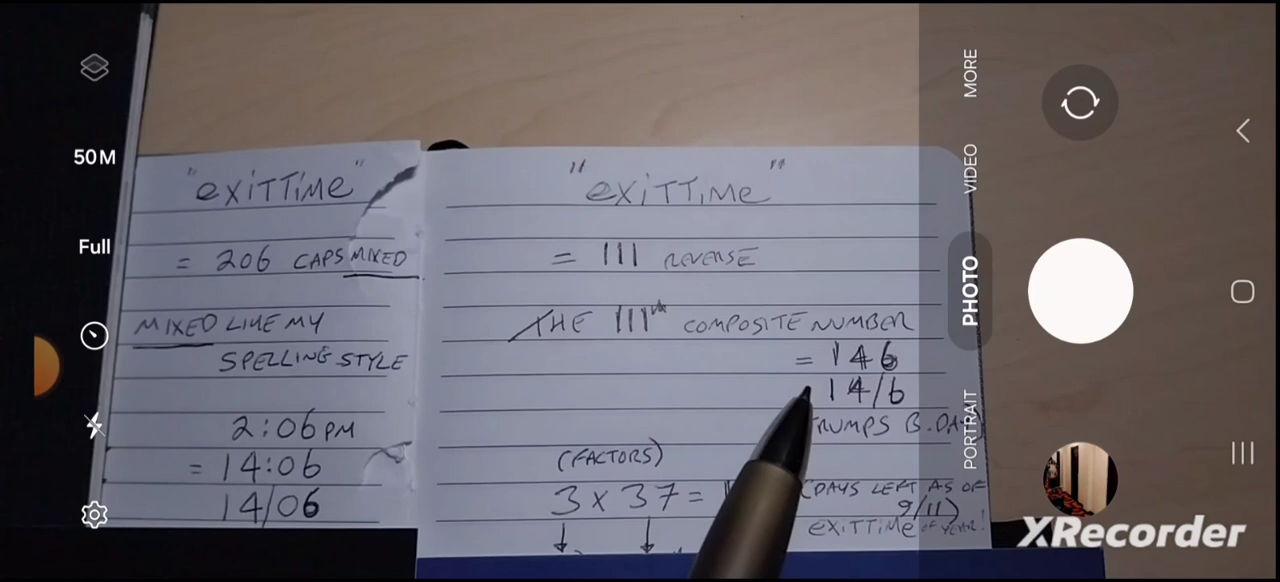 "exiTTiMe"
= 206 CAPS MIXED
MIXED LIKE MY
SPELLING STYLE
2:06 PM
= 14:06
14/06
"exiTTiMe"
= 111 REVERSE
THE 111th COMPOSITE NUMBER
= 146
14/6
TRUMPS B.DAY
(FACTORS)
3 x 37 =
(DAYS LEFT AS OF
9/11)
exiTTiMe OF YEAR!
50M
Full
MORE
VIDEO
PHOTO
PORTRAIT
XRecorder